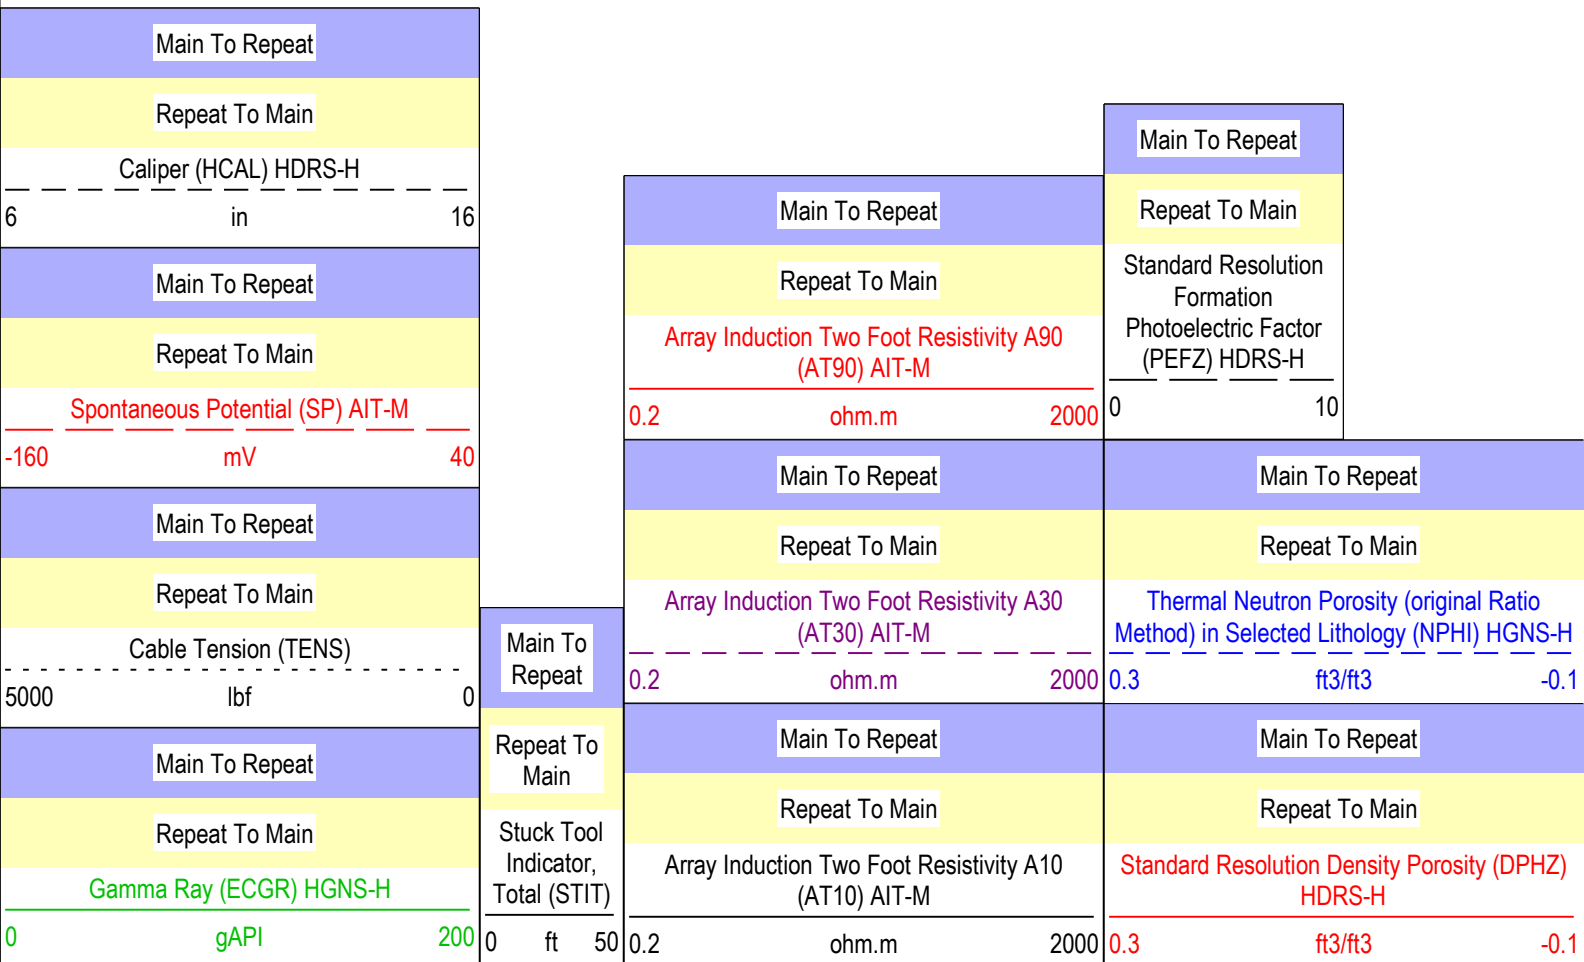 Main To Repeat
Repeat To Main
Caliper (HCAL) HDRS-H
6 in 16
Main To Repeat
Repeat To Main
Spontaneous Potential (SP) AIT-M
-160 mV 40
Main To Repeat
Repeat To Main
Cable Tension (TENS)
5000 lbf 0
Main To Repeat
Repeat To Main
Gamma Ray (ECGR) HGNS-H
0 gAPI 200
Main To
Repeat
Repeat To
Main
Stuck Tool
Indicator,
Total (STIT)
0 ft 50
Main To Repeat
Repeat To Main
Array Induction Two Foot Resistivity A90
(AT90) AIT-M
0.2 ohm.m 2000
Main To Repeat
Repeat To Main
Array Induction Two Foot Resistivity A30
(AT30) AIT-M
0.2 ohm.m 2000
Main To Repeat
Repeat To Main
Array Induction Two Foot Resistivity A10
(AT10) AIT-M
0.2 ohm.m 2000
Main To Repeat
Repeat To Main
Standard Resolution
Formation
Photoelectric Factor
(PEFZ) HDRS-H
0 10
Main To Repeat
Repeat To Main
Thermal Neutron Porosity (original Ratio
Method) in Selected Lithology (NPHI) HGNS-H
0.3 ft3/ft3 -0.1
Main To Repeat
Repeat To Main
Standard Resolution Density Porosity (DPHZ)
HDRS-H
0.3 ft3/ft3 -0.1